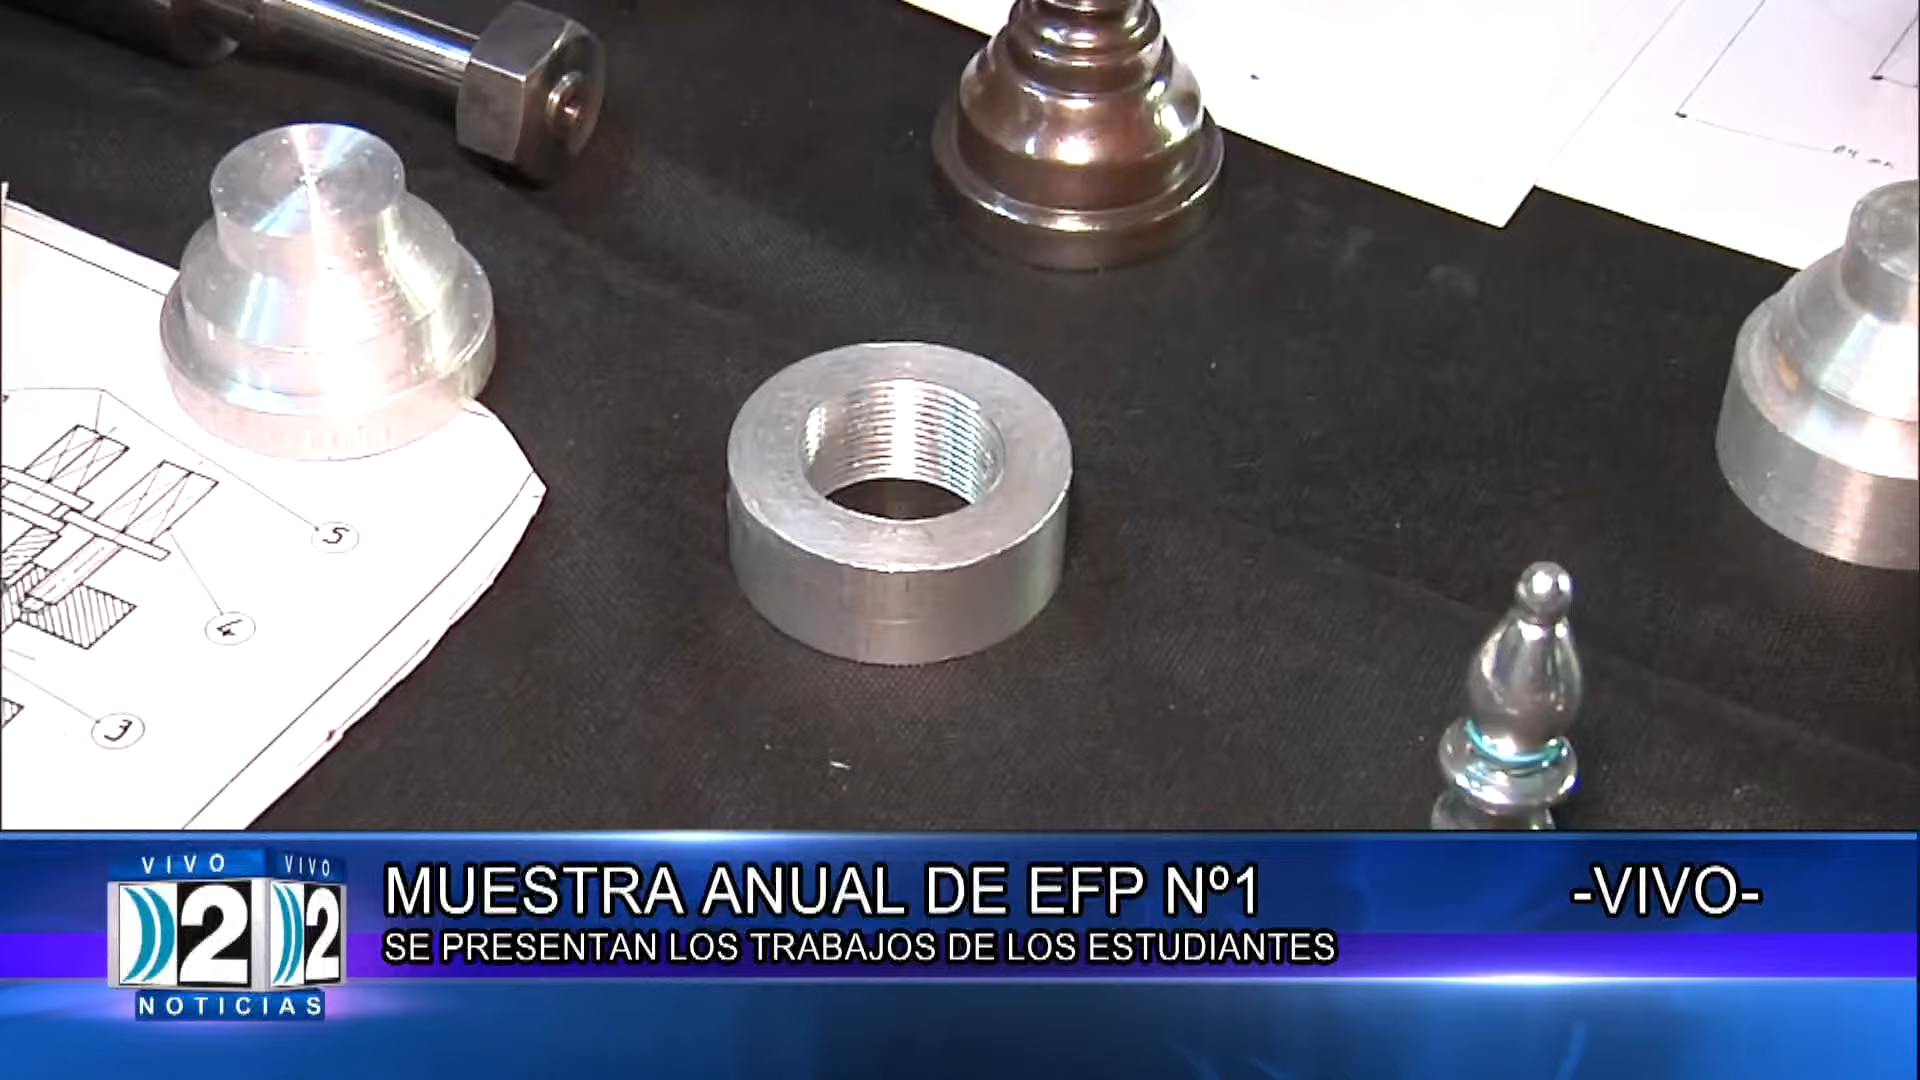 5
4
3
VIVO VIVO
2 2
NOTICIAS
MUESTRA ANUAL DE EFP Nº1
-VIVO-
SE PRESENTAN LOS TRABAJOS DE LOS ESTUDIANTES